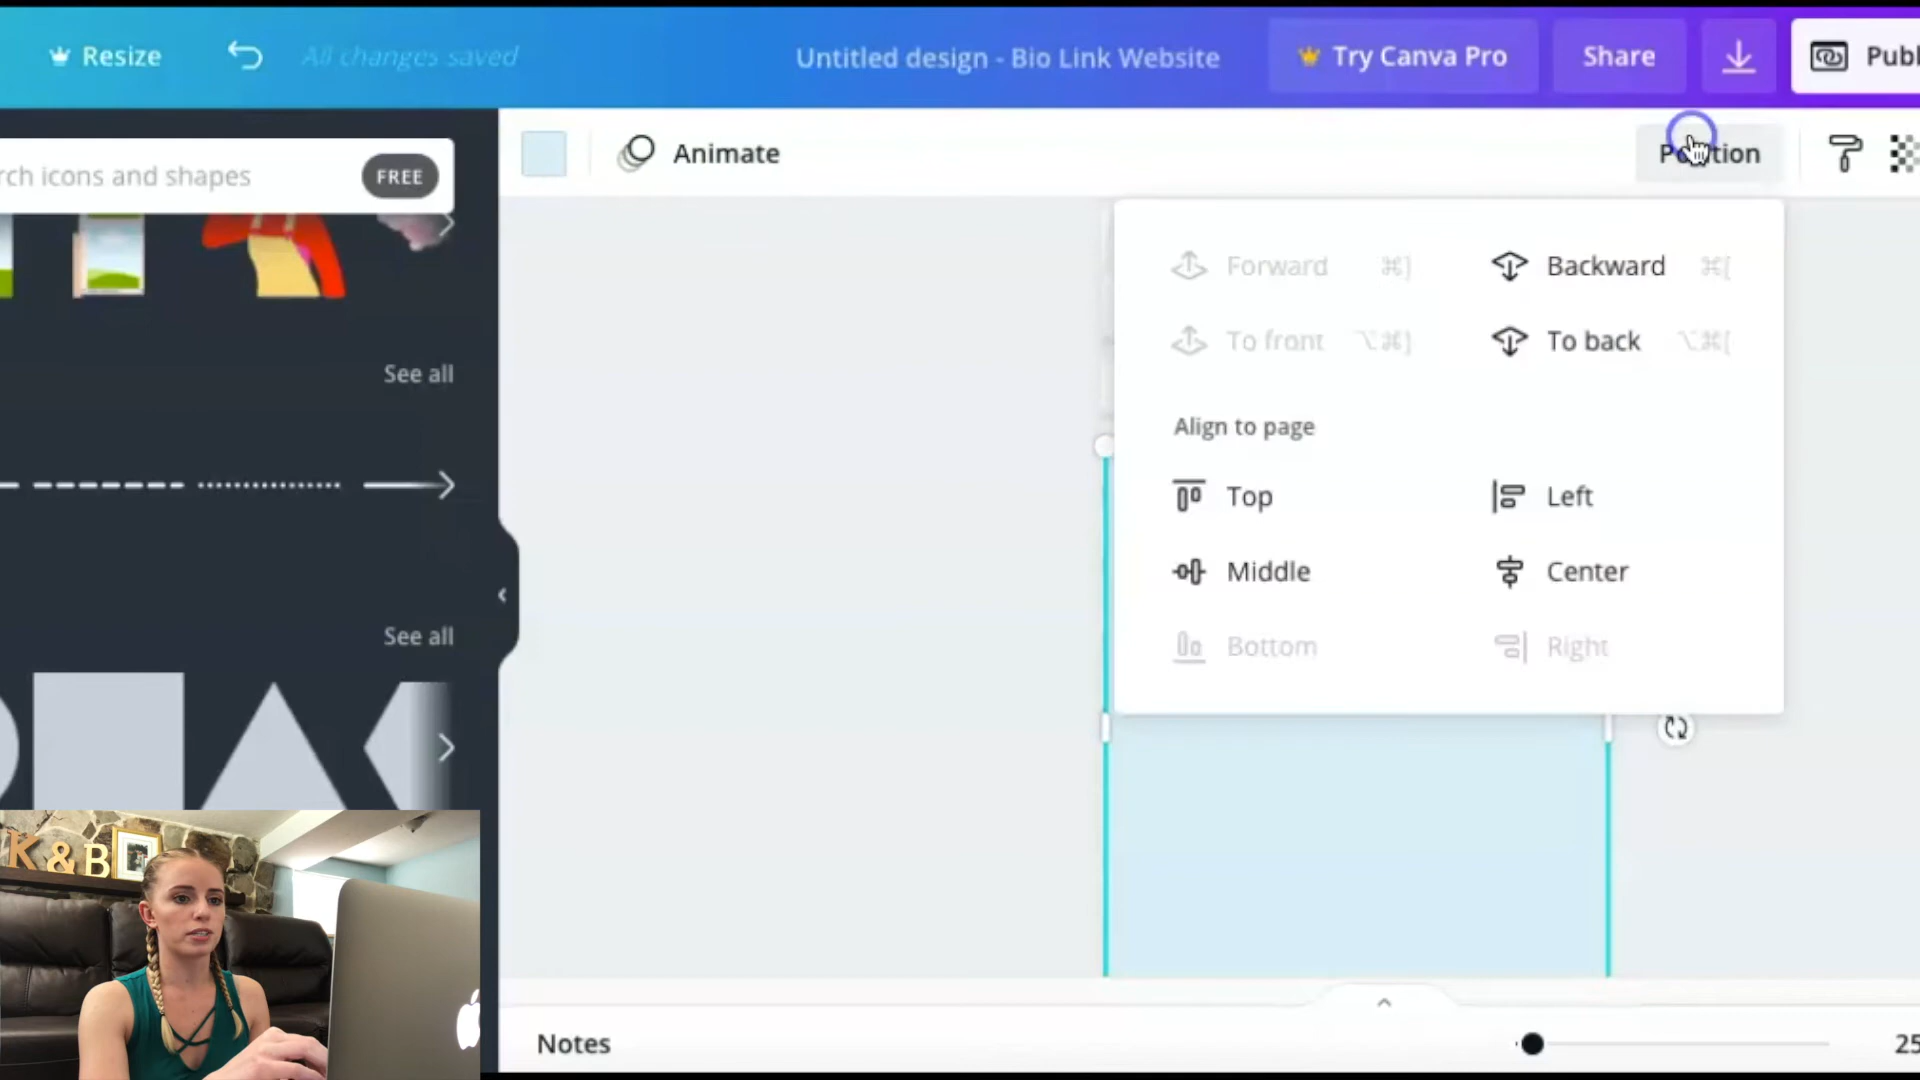 Resize
All changes saved
Untitled design - Bio Link Website
Try Canva Pro
Share
Publ
rch icons and shapes
FREE
Animate
Position
Forward ⌘]
Backward ⌘[
To front ⌥⌘]
To back ⌥⌘[
See all
Align to page
Top
Left
Middle
Center
Bottom
Right
See all
K & B
Notes
25